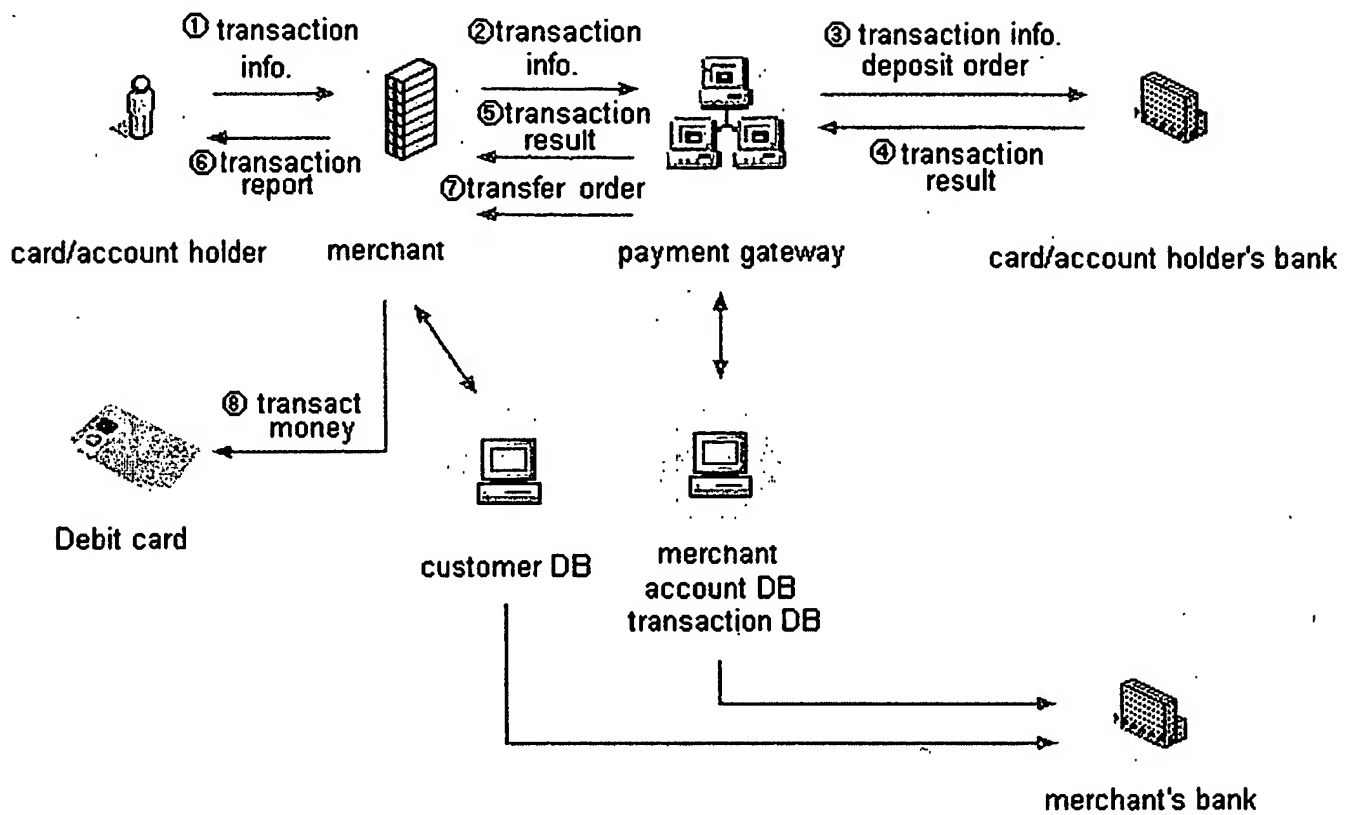 ① transaction
info.
②transaction
info.
③ transaction info.
deposit order
⑤transaction
result
④transaction
result
⑥transaction
report
⑦transfer order
card/account holder
merchant
payment gateway
card/account holder's bank
⑧ transact
money
Debit card
customer DB
merchant
account DB
transaction DB
merchant's bank